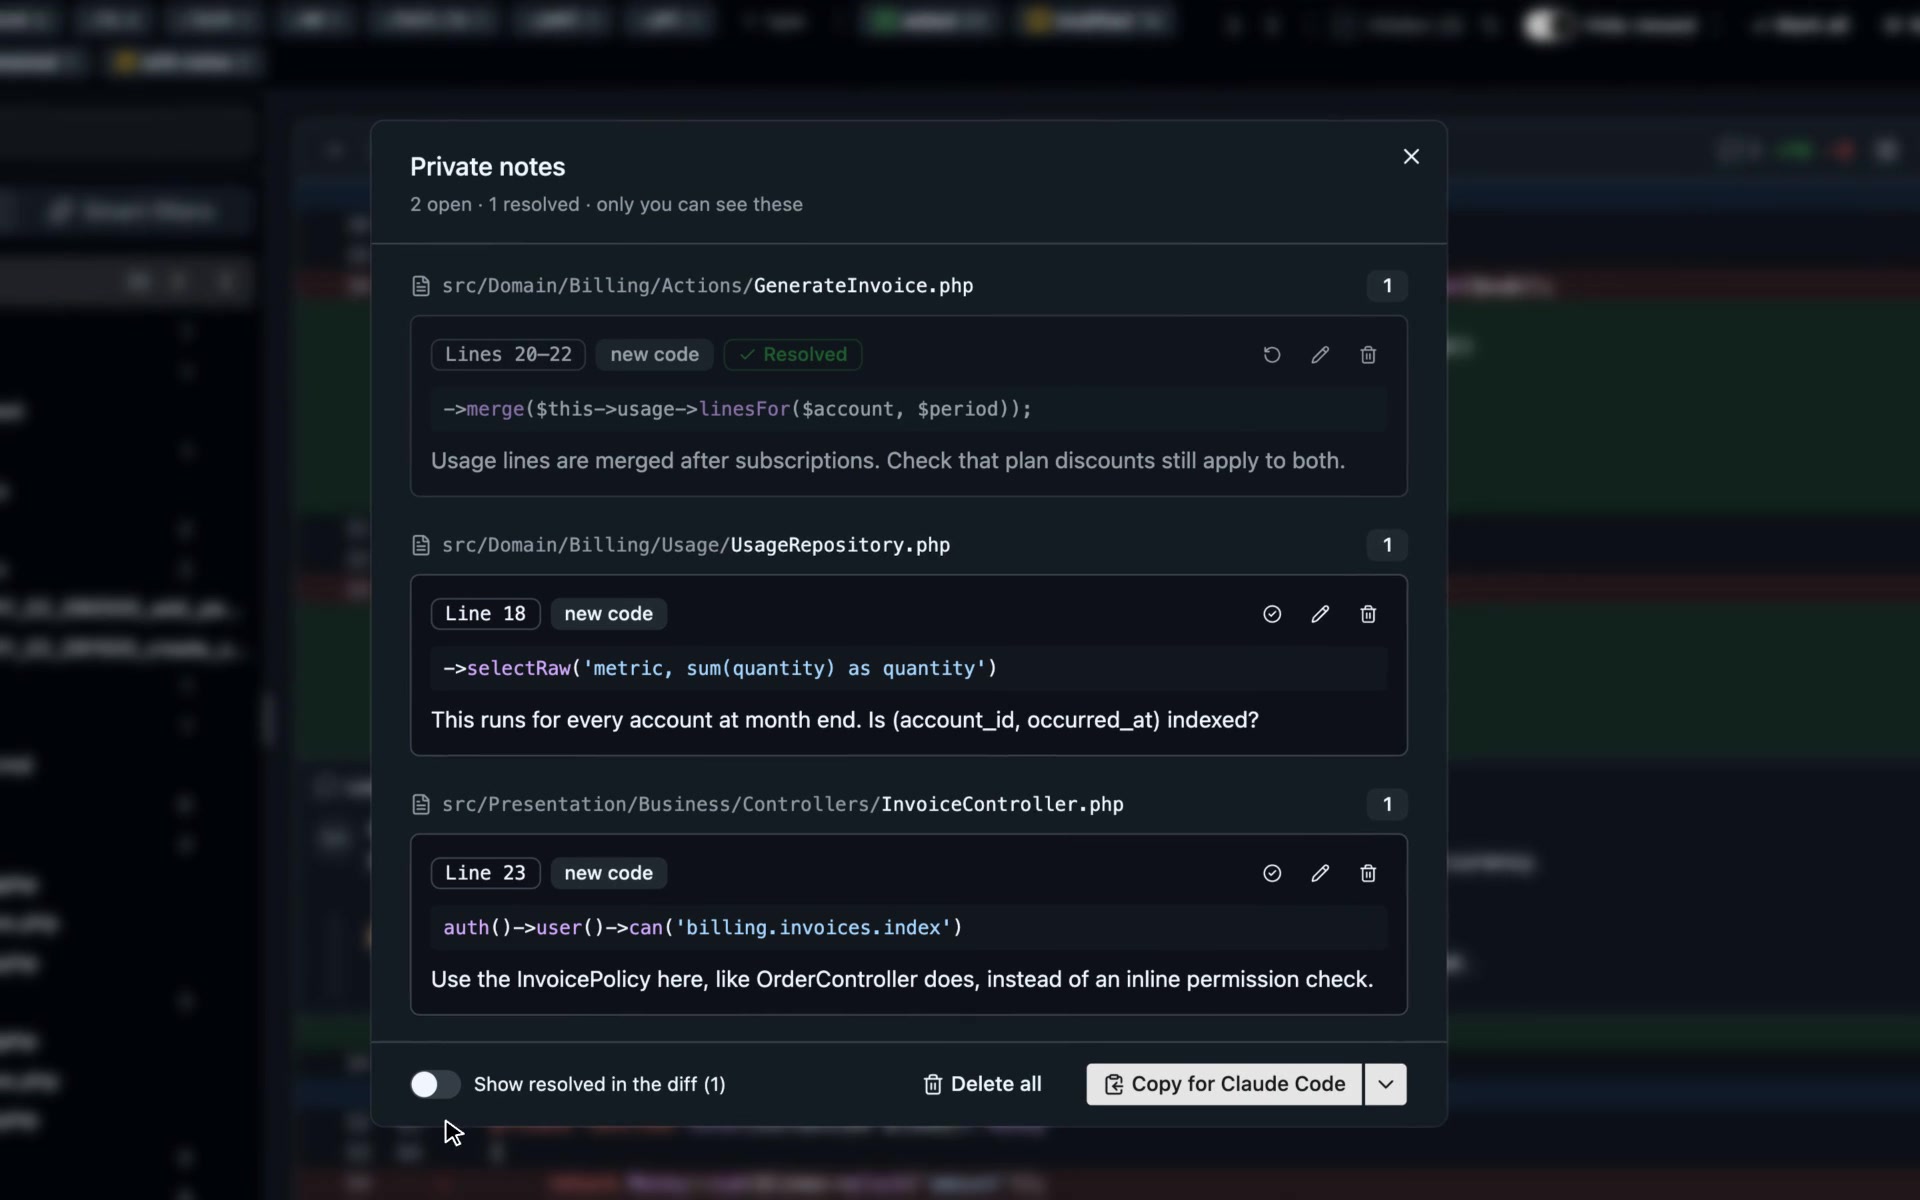 Private notes
2 open · 1 resolved · only you can see these
src/Domain/Billing/Actions/GenerateInvoice.php 1
Lines 20–22 new code ✓ Resolved
->merge($this->usage->linesFor($account, $period));
Usage lines are merged after subscriptions. Check that plan discounts still apply to both.
src/Domain/Billing/Usage/UsageRepository.php 1
Line 18 new code
->selectRaw('metric, sum(quantity) as quantity')
This runs for every account at month end. Is (account_id, occurred_at) indexed?
src/Presentation/Business/Controllers/InvoiceController.php 1
Line 23 new code
auth()->user()->can('billing.invoices.index')
Use the InvoicePolicy here, like OrderController does, instead of an inline permission check.
Show resolved in the diff (1) Delete all Copy for Claude Code